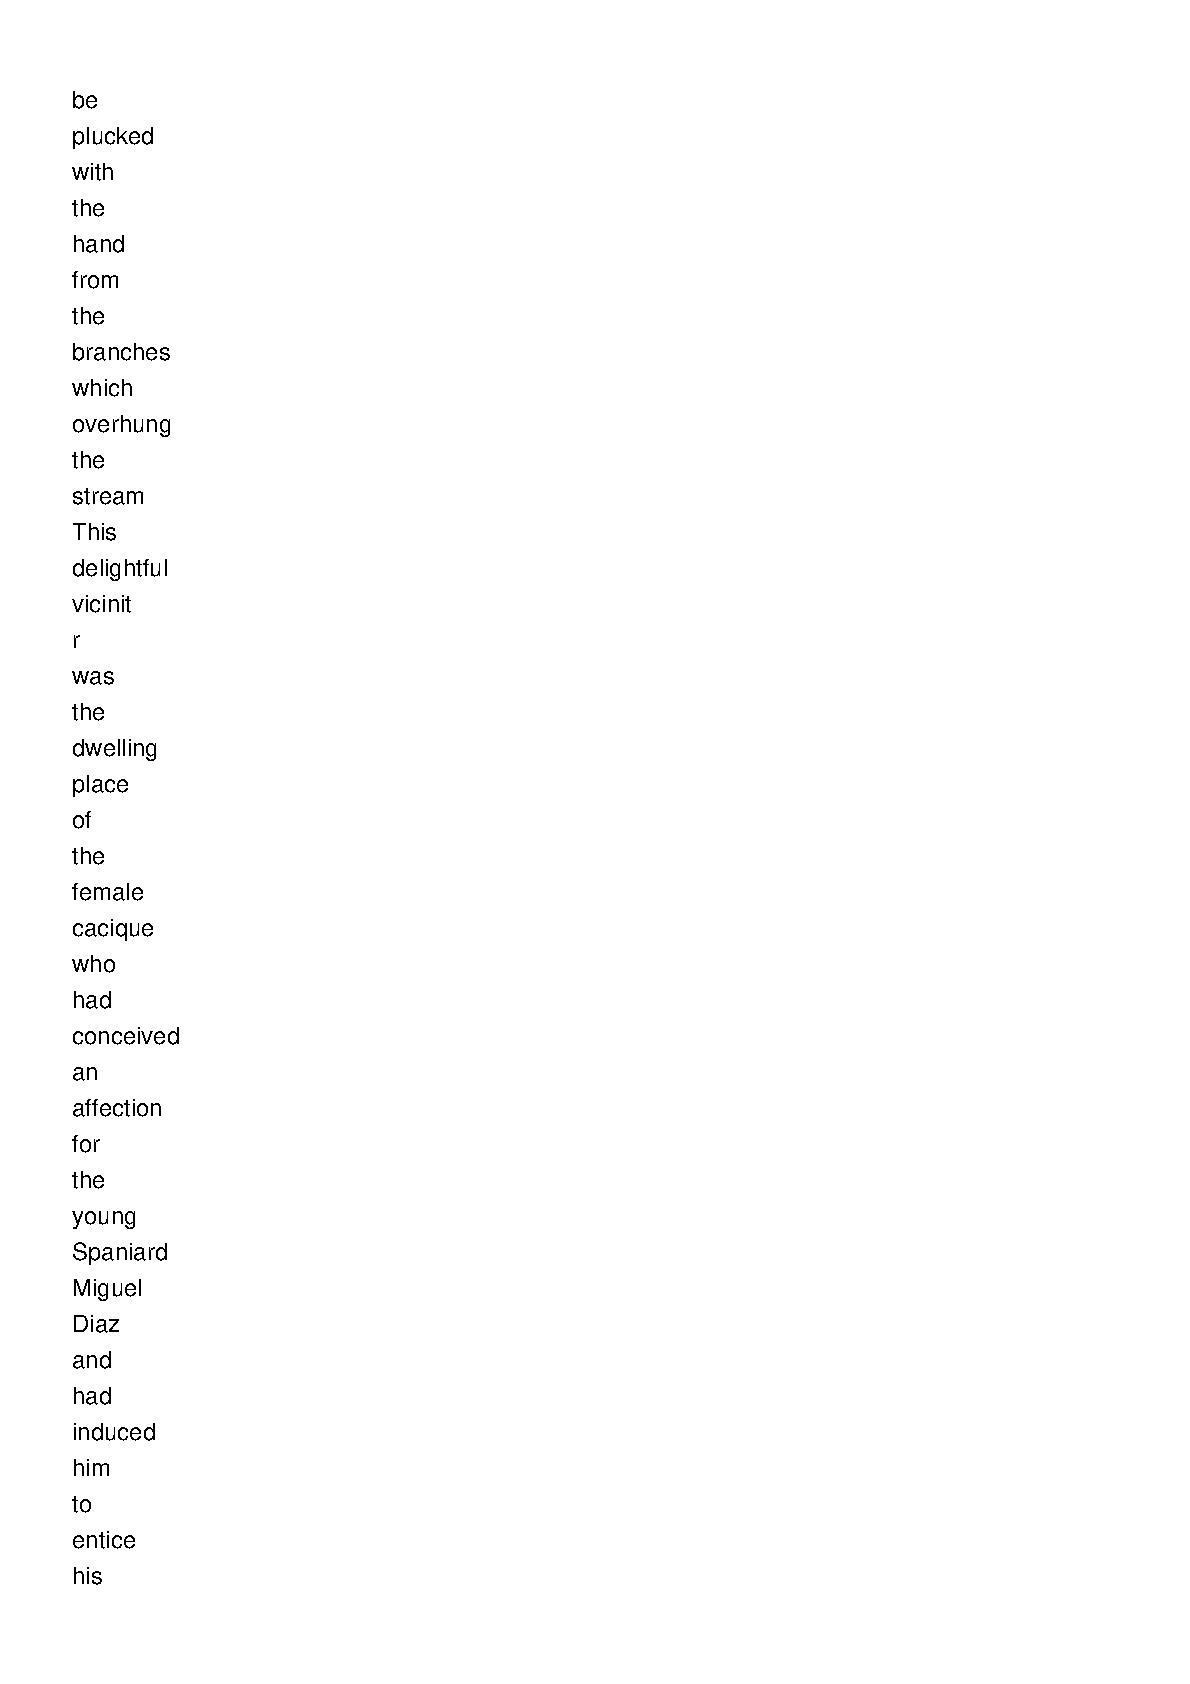 be
plucked
with
the
hand
from
the
branches
which
overhung
the
stream
This
delightful
vicinit
r
was
the
dwelling
place
of
the
female
cacique
who
had
conceived
an
affection
for
the
young
Spaniard
Miguel
Diaz
and
had
induced
him
to
entice
his